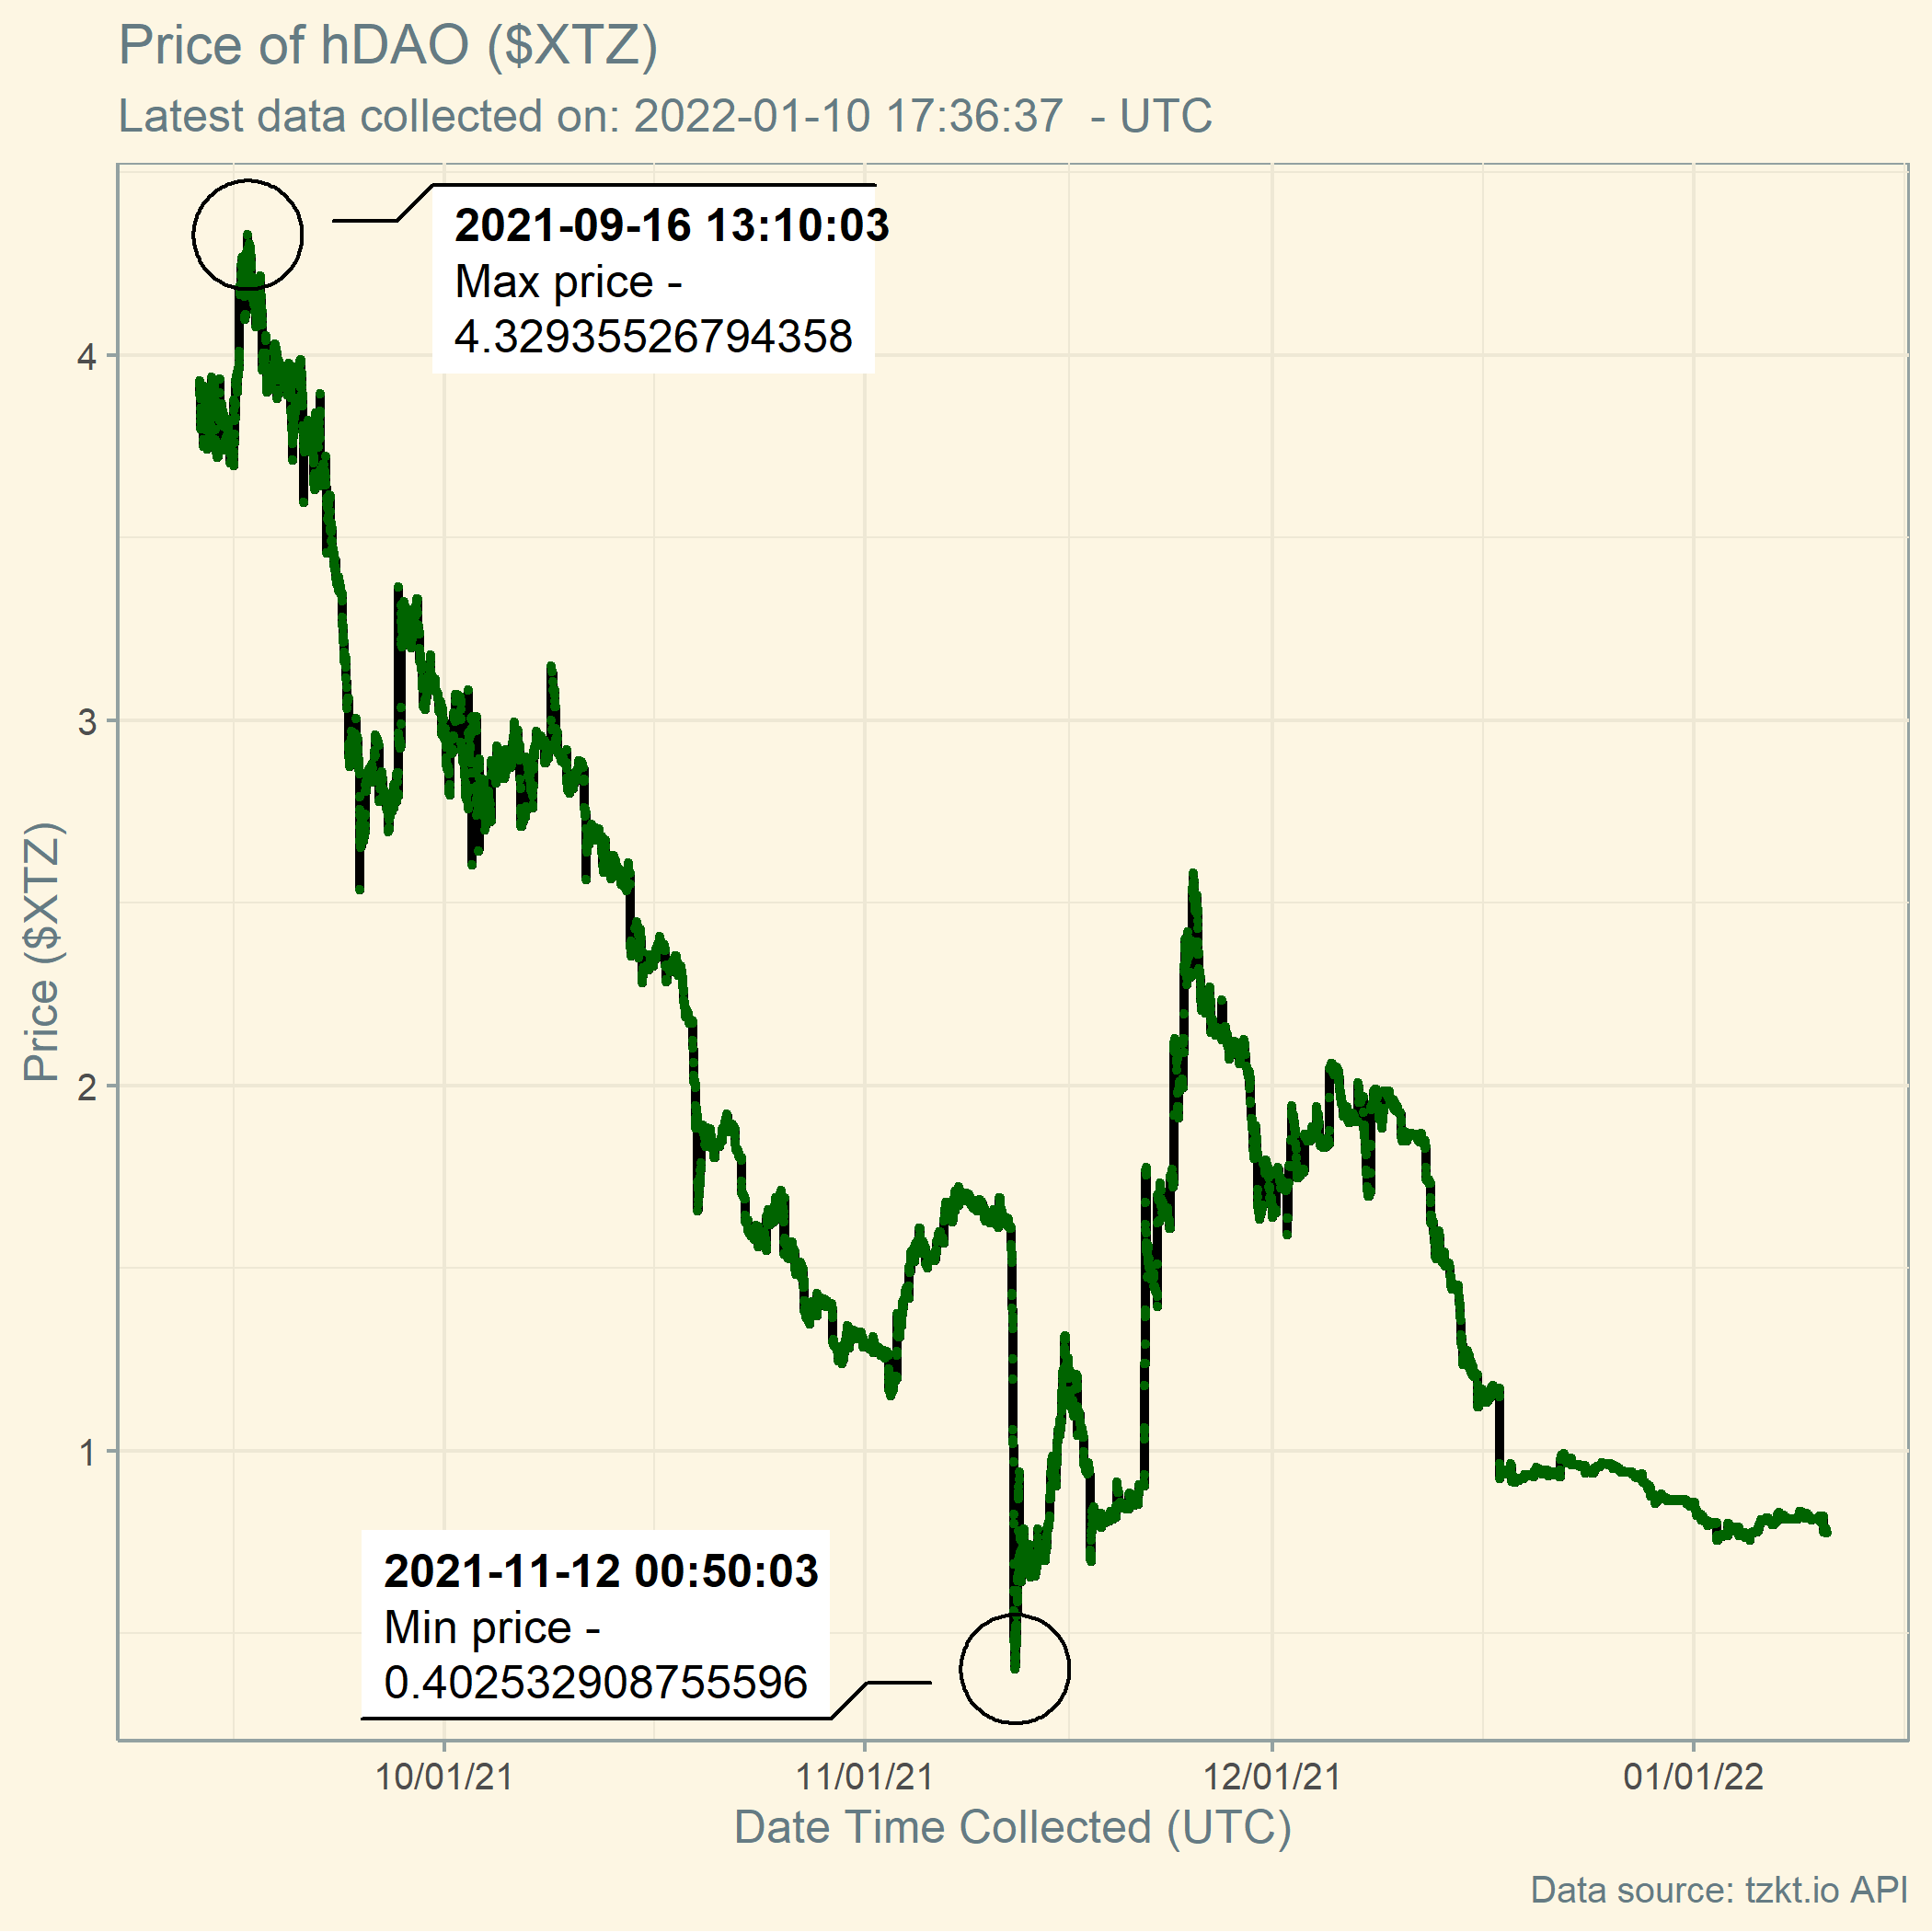 Price of hDAO ($XTZ)
Latest data collected on: 2022-01-10 17:36:37  - UTC
2021-09-16 13:10:03
Max price -
4.32935526794358
4
3
2
1
Price ($XTZ)
2021-11-12 00:50:03
Min price -
0.402532908755596
10/01/21
11/01/21
12/01/21
01/01/22
Date Time Collected (UTC)
Data source: tzkt.io API